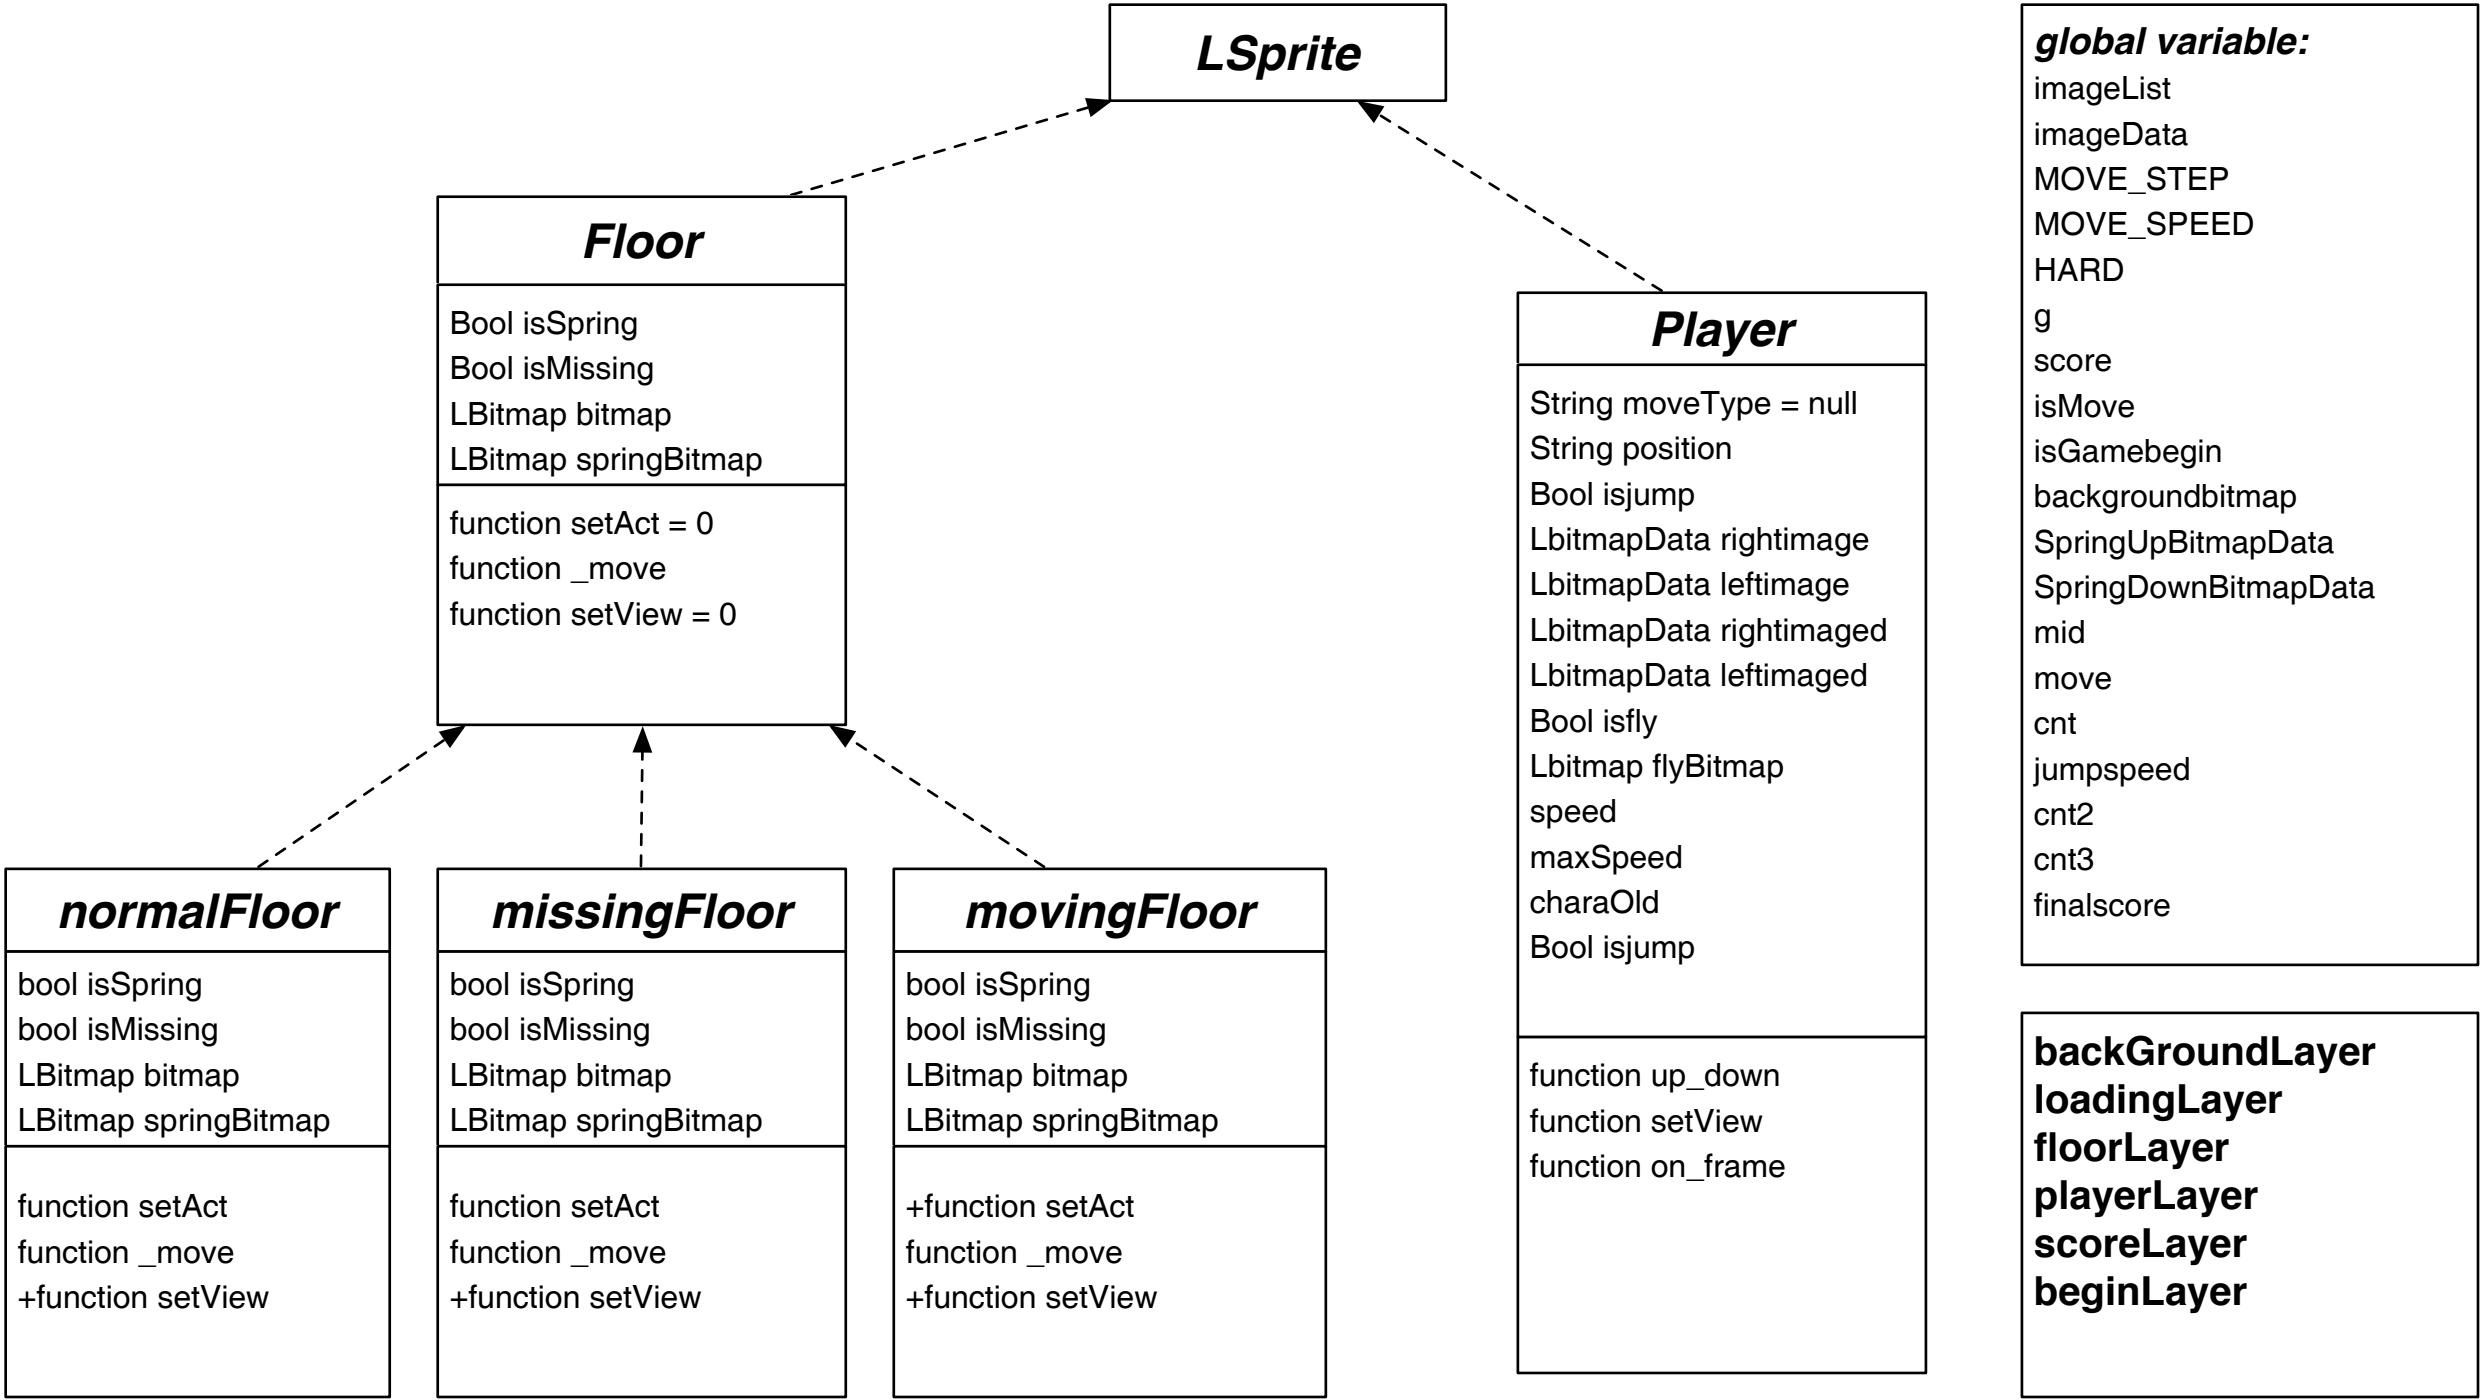 LSprite
Floor
Bool isSpring
Bool isMissing
LBitmap bitmap
LBitmap springBitmap
function setAct = 0
function _move
function setView = 0
normalFloor
bool isSpring
bool isMissing
LBitmap bitmap
LBitmap springBitmap
function setAct
function _move
+function setView
missingFloor
bool isSpring
bool isMissing
LBitmap bitmap
LBitmap springBitmap
function setAct
function _move
+function setView
movingFloor
bool isSpring
bool isMissing
LBitmap bitmap
LBitmap springBitmap
+function setAct
function _move
+function setView
Player
String moveType = null
String position
Bool isjump
LbitmapData rightimage
LbitmapData leftimage
LbitmapData rightimaged
LbitmapData leftimaged
Bool isfly
Lbitmap flyBitmap
speed
maxSpeed
charaOld
Bool isjump
function up_down
function setView
function on_frame
global variable:
imageList
imageData
MOVE_STEP
MOVE_SPEED
HARD
g
score
isMove
isGamebegin
backgroundbitmap
SpringUpBitmapData
SpringDownBitmapData
mid
move
cnt
jumpspeed
cnt2
cnt3
finalscore
backGroundLayer
loadingLayer
floorLayer
playerLayer
scoreLayer
beginLayer